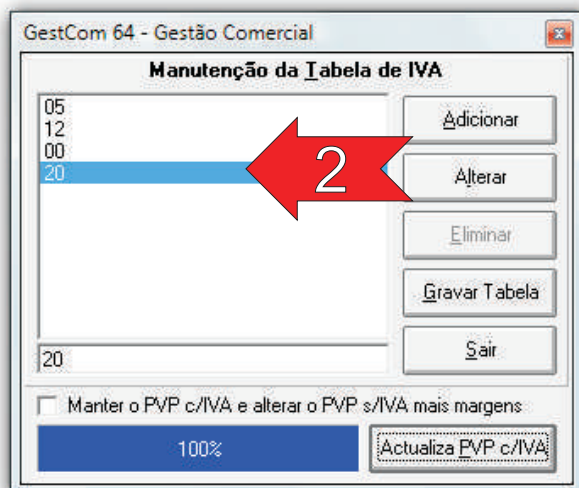 GestCom 64 - Gestão Comercial
Manutenção da Tabela de IVA
05
12
00
20
2
Adicionar
Alterar
Eliminar
Gravar Tabela
Sair
20
Manter o PVP c/IVA e alterar o PVP s/IVA mais margens
100%
Actualiza PVP c/IVA